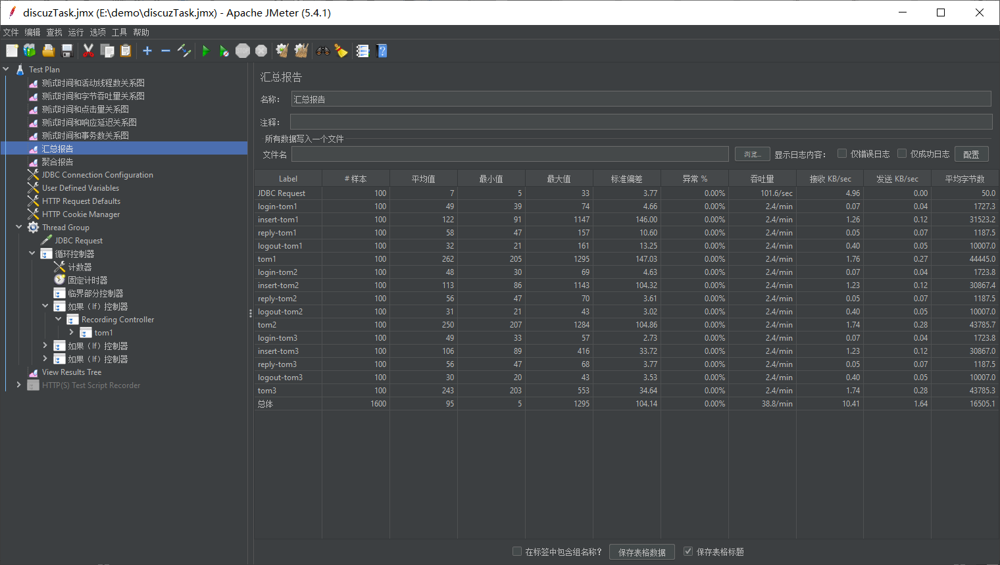 discuzTask.jmx (E:\demo\discuzTask.jmx) - Apache JMeter (5.4.1)
文件 编辑 查找 运行 选项 工具 帮助
STOP
Test Plan
测试时间和活动线程数关系图
测试时间和字节吞吐量关系图
测试时间和点击量关系图
测试时间和响应延迟关系图
测试时间和事务数关系图
汇总报告
聚合报告
JDBC Connection Configuration
User Defined Variables
HTTP Request Defaults
HTTP Cookie Manager
Thread Group
JDBC Request
循环控制器
计数器
固定计时器
临界部分控制器
如果（If）控制器
Recording Controller
tom1
如果（If）控制器
如果（If）控制器
View Results Tree
HTTP(S) Test Script Recorder
汇总报告
名称： 汇总报告
注释：
所有数据写入一个文件
文件名 浏览... 显示日志内容： 仅错误日志 仅成功日志 配置
Label # 样本 平均值 最小值 最大值 标准偏差 异常 % 吞吐量 接收 KB/sec 发送 KB/sec 平均字节数
JDBC Request 100 7 5 33 3.77 0.00% 101.6/sec 4.96 0.00 50.0
login-tom1 100 49 39 74 4.66 0.00% 2.4/min 0.07 0.04 1727.3
insert-tom1 100 122 91 1147 146.00 0.00% 2.4/min 1.26 0.12 31523.2
reply-tom1 100 58 47 157 10.60 0.00% 2.4/min 0.05 0.07 1187.5
logout-tom1 100 32 21 161 13.25 0.00% 2.4/min 0.40 0.05 10007.0
tom1 100 262 205 1295 147.03 0.00% 2.4/min 1.76 0.27 44445.0
login-tom2 100 48 30 69 4.63 0.00% 2.4/min 0.07 0.04 1723.8
insert-tom2 100 113 86 1143 104.32 0.00% 2.4/min 1.23 0.12 30867.4
reply-tom2 100 56 47 70 3.61 0.00% 2.4/min 0.05 0.07 1187.5
logout-tom2 100 31 21 43 3.02 0.00% 2.4/min 0.40 0.05 10007.0
tom2 100 250 207 1284 104.86 0.00% 2.4/min 1.74 0.28 43785.7
login-tom3 100 49 33 57 2.73 0.00% 2.4/min 0.07 0.04 1723.8
insert-tom3 100 106 89 416 33.72 0.00% 2.4/min 1.23 0.12 30867.0
reply-tom3 100 56 47 68 3.77 0.00% 2.4/min 0.05 0.07 1187.5
logout-tom3 100 30 20 43 3.53 0.00% 2.4/min 0.40 0.05 10007.0
tom3 100 243 203 553 34.64 0.00% 2.4/min 1.74 0.28 43785.3
总体 1600 95 5 1295 104.14 0.00% 38.8/min 10.41 1.64 16505.1
在标签中包含组名称？ 保存表格数据 保存表格标题